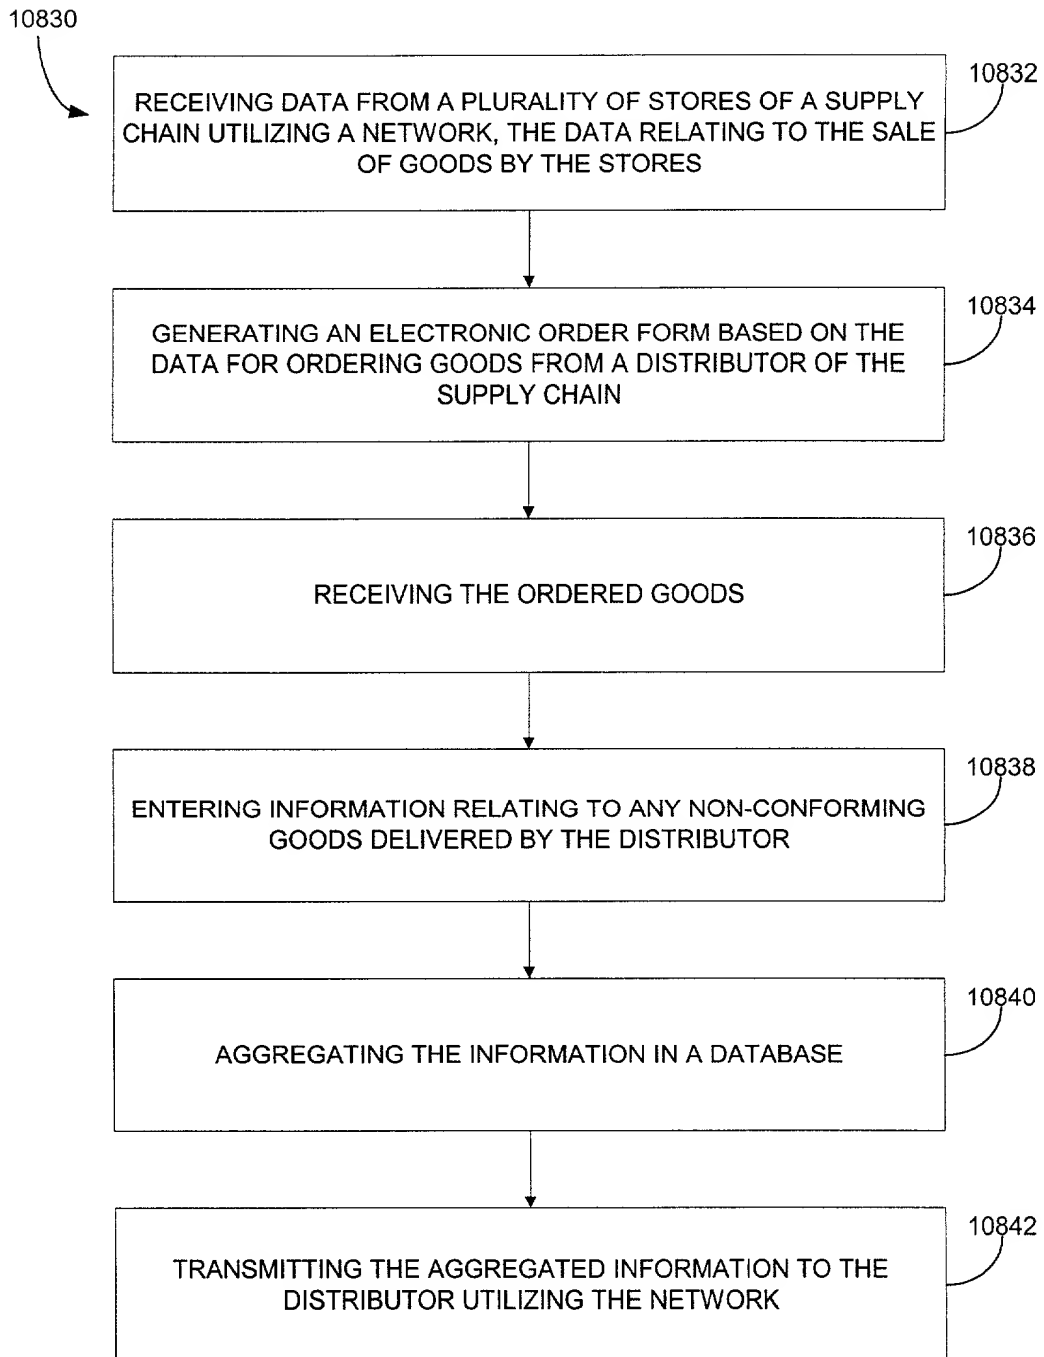 10830
10832
RECEIVING DATA FROM A PLURALITY OF STORES OF A SUPPLY
CHAIN UTILIZING A NETWORK, THE DATA RELATING TO THE SALE
OF GOODS BY THE STORES
10834
GENERATING AN ELECTRONIC ORDER FORM BASED ON THE
DATA FOR ORDERING GOODS FROM A DISTRIBUTOR OF THE
SUPPLY CHAIN
10836
RECEIVING THE ORDERED GOODS
10838
ENTERING INFORMATION RELATING TO ANY NON-CONFORMING
GOODS DELIVERED BY THE DISTRIBUTOR
10840
AGGREGATING THE INFORMATION IN A DATABASE
10842
TRANSMITTING THE AGGREGATED INFORMATION TO THE
DISTRIBUTOR UTILIZING THE NETWORK